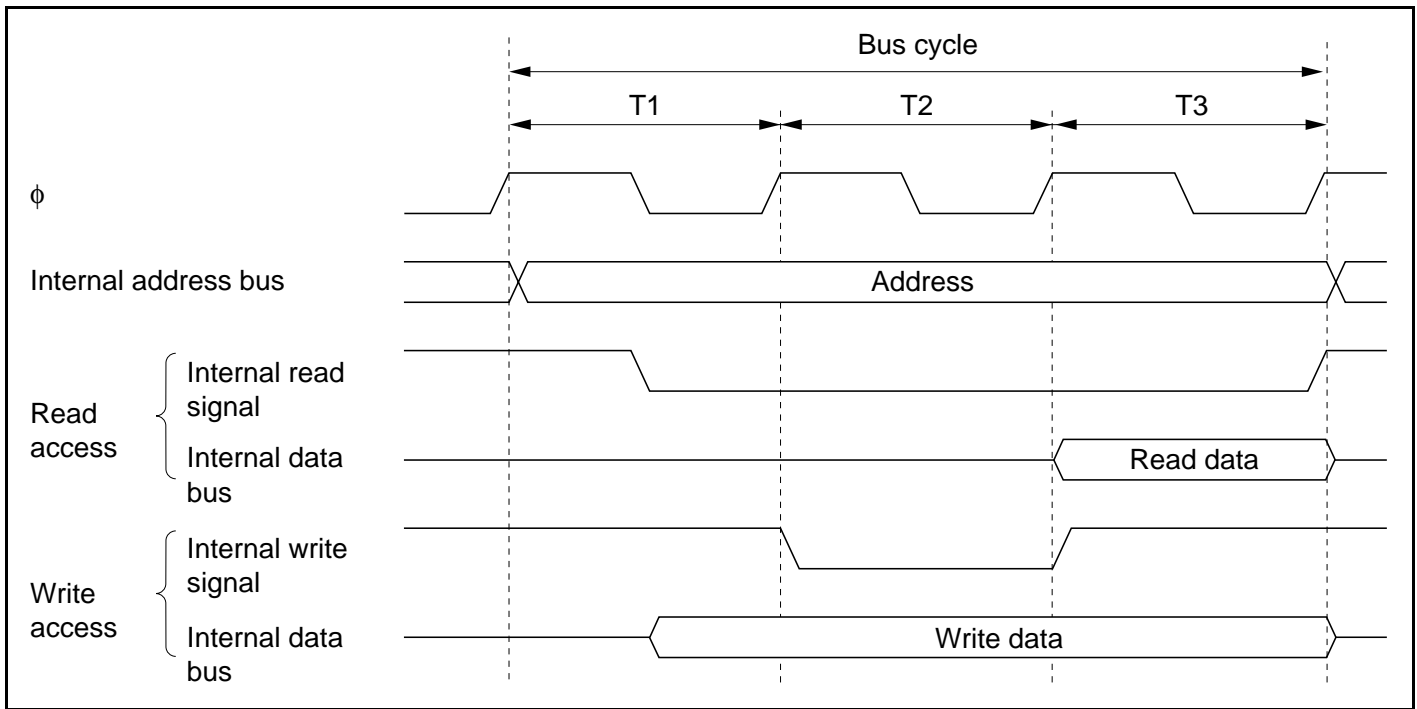 Bus cycle
T1 T2 T3
ϕ
Internal address bus Address
Read
access
Internal read
signal
Internal data
bus
Read data
Write
access
Internal write
signal
Internal data
bus
Write data